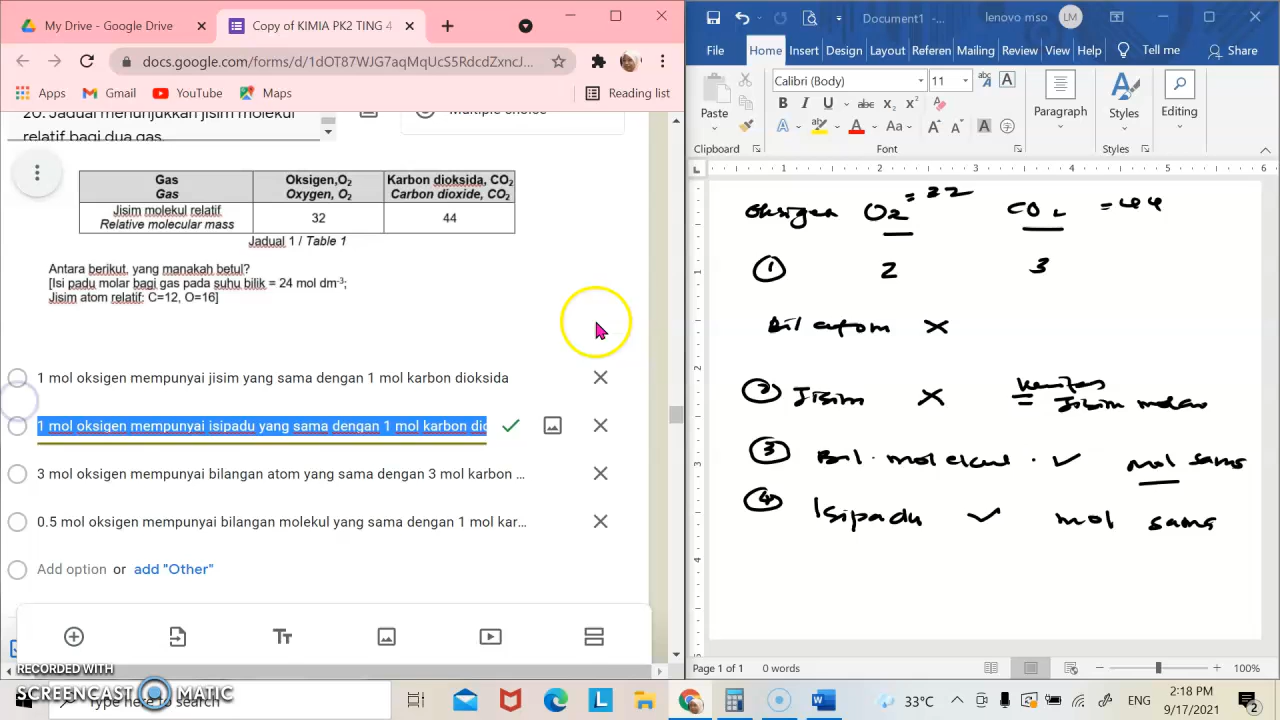 My Drive - Google Drive
Copy of KIMIA PK2 TING 4
docs.google.com/forms/d/1dOT87WJG7aqMqUcS5RdcdZxncJ...
Apps
Gmail
YouTube
Maps
Reading list
20. Jadual menunjukkan jisim molekul
relatif bagi dua gas.
Multiple choice
Gas
Gas
Oksigen,O₂
Oxygen, O₂
Karbon dioksida, CO₂
Carbon dioxide, CO₂
Jisim molekul relatif
Relative molecular mass
32
44
Jadual 1 / Table 1
Antara berikut, yang manakah betul?
[Isi padu molar bagi gas pada suhu bilik = 24 mol dm⁻³;
Jisim atom relatif: C=12, O=16]
1 mol oksigen mempunyai jisim yang sama dengan 1 mol karbon dioksida
1 mol oksigen mempunyai isipadu yang sama dengan 1 mol karbon dio
3 mol oksigen mempunyai bilangan atom yang sama dengan 3 mol karbon ...
0.5 mol oksigen mempunyai bilangan molekul yang sama dengan 1 mol kar...
Add option or add "Other"
RECORDED WITH
SCREENCAST MATIC
Type here to search
Document1 -...
lenovo mso
LM
File
Home
Insert
Design
Layout
Referen
Mailing
Review
View
Help
Tell me
Share
Paste
Clipboard
Calibri (Body)
11
Font
Paragraph
Styles
Styles
Editing
1 2 3 4 5 6
oksigen O₂ = 32 CO₂ = 44
① 2 3
Bil atom ×
② Jisim × = Jisim molar
③ Bil. molekul. ✓ mol sama
④ Isipadu ✓ mol sama
Page 1 of 1
0 words
100%
33°C
2:18 PM
9/17/2021
2